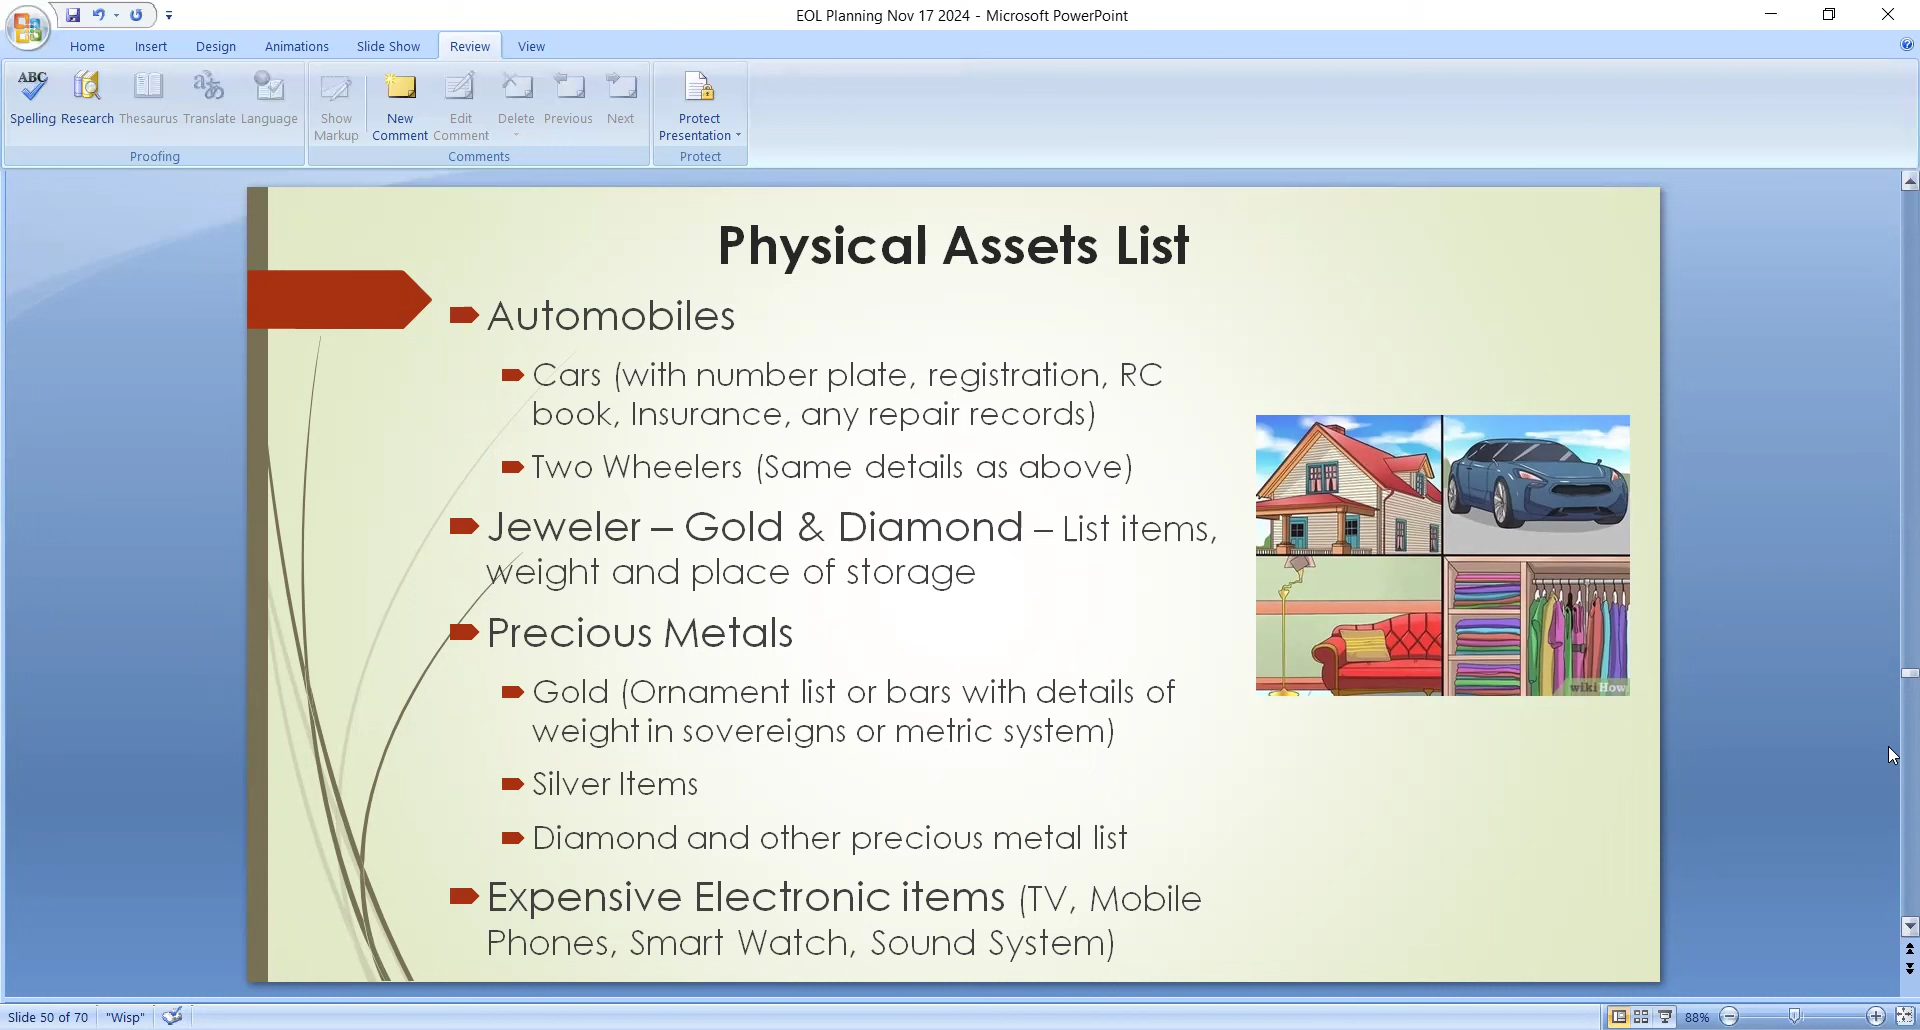 EOL Planning Nov 17 2024 - Microsoft PowerPoint
Home Insert Design Animations Slide Show Review View
ABC
Spelling Research Thesaurus Translate Language Show Markup New Comment Edit Comment Delete Previous Next Protect Presentation
Proofing Comments Protect
Physical Assets List
Automobiles
Cars (with number plate, registration, RC
book, Insurance, any repair records)
Two Wheelers (Same details as above)
Jeweler – Gold & Diamond – List items,
weight and place of storage
Precious Metals
Gold (Ornament list or bars with details of
weight in sovereigns or metric system)
Silver Items
Diamond and other precious metal list
Expensive Electronic items (TV, Mobile
Phones, Smart Watch, Sound System)
wikiHow
Slide 50 of 70 "Wisp" 88%